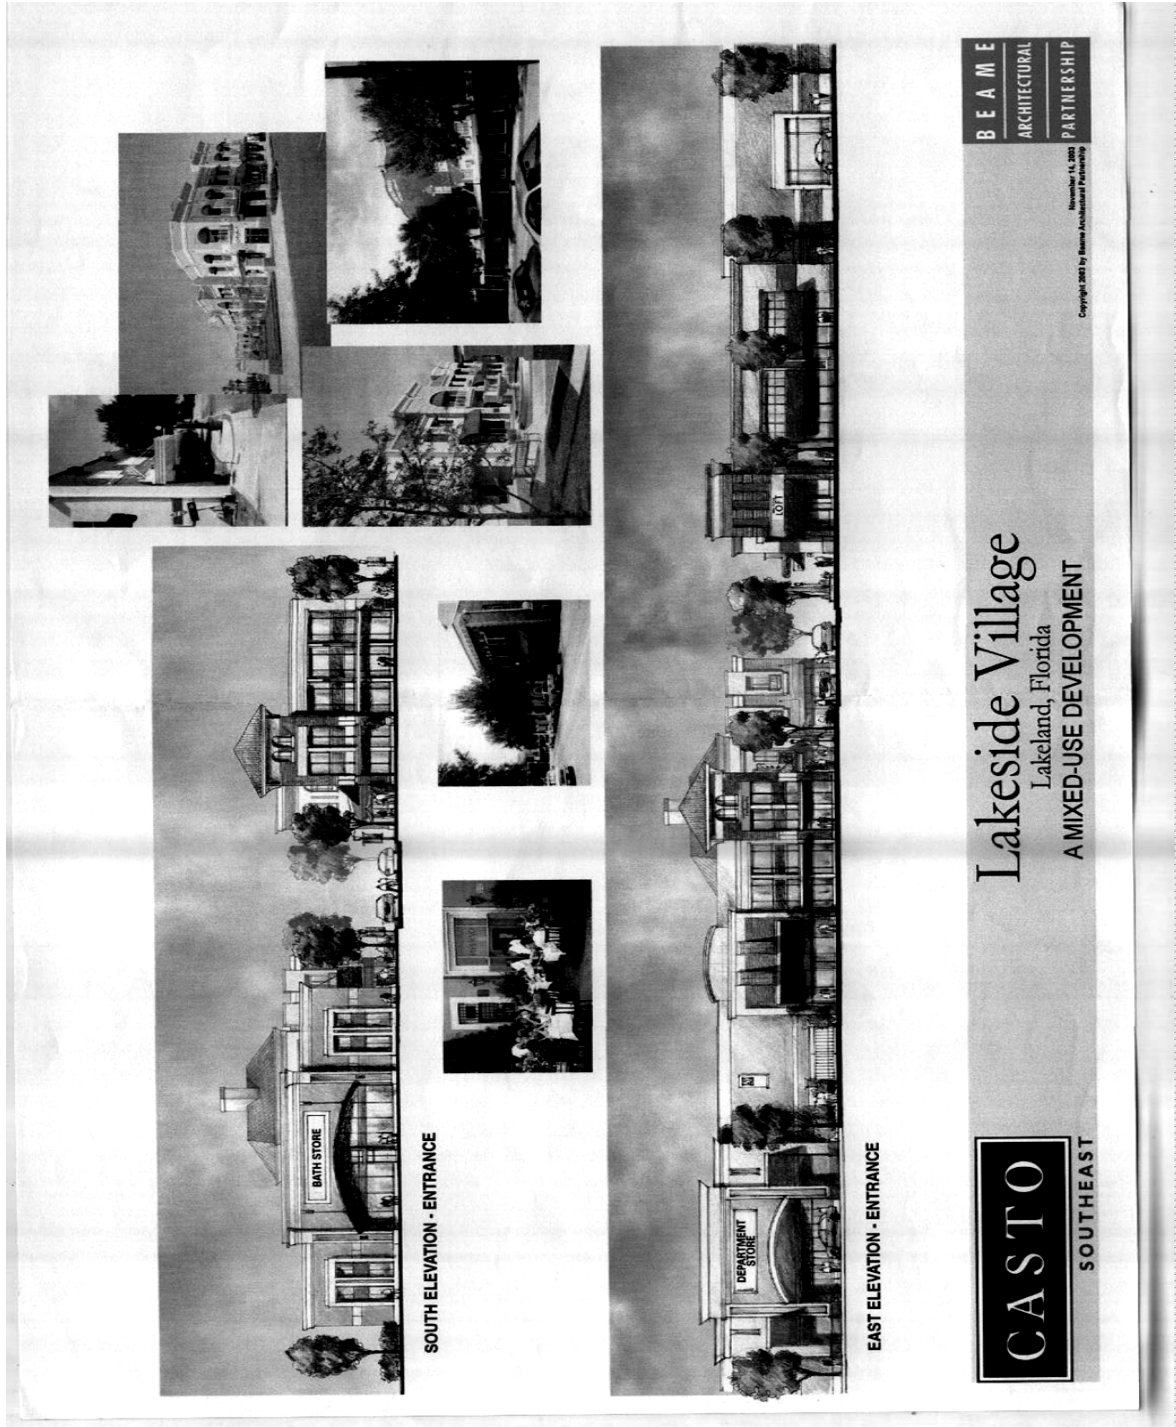 BATH STORE
SOUTH ELEVATION - ENTRANCE
DEPARTMENT
STORE
LOFT
EAST ELEVATION - ENTRANCE
CASTO
SOUTHEAST
Lakeside Village
Lakeland, Florida
A MIXED-USE DEVELOPMENT
November 14, 2003
Copyright 2003 by Beame Architectural Partnership
BEAME
ARCHITECTURAL
PARTNERSHIP